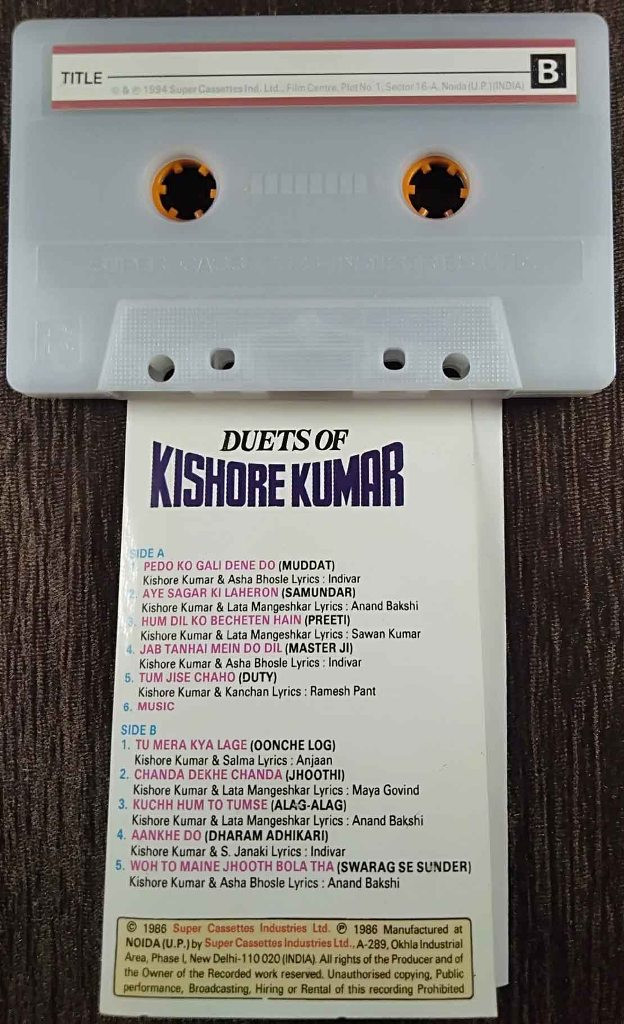 TITLE
B
© & ℗ 1994 Super Cassettes Ind. Ltd., Film Centre, Plot No. 1, Sector 16-A, Noida (U.P.) (INDIA)
DUETS OF
KISHORE KUMAR
SIDE A
1. PEDO KO GALI DENE DO (MUDDAT)
Kishore Kumar & Asha Bhosle Lyrics : Indivar
2. AYE SAGAR KI LAHERON (SAMUNDAR)
Kishore Kumar & Lata Mangeshkar Lyrics : Anand Bakshi
3. HUM DIL KO BECHETEN HAIN (PREETI)
Kishore Kumar & Lata Mangeshkar Lyrics : Sawan Kumar
4. JAB TANHAI MEIN DO DIL (MASTER JI)
Kishore Kumar & Asha Bhosle Lyrics : Indivar
5. TUM JISE CHAHO (DUTY)
Kishore Kumar & Kanchan Lyrics : Ramesh Pant
6. MUSIC
SIDE B
1. TU MERA KYA LAGE (OONCHE LOG)
Kishore Kumar & Salma Lyrics : Anjaan
2. CHANDA DEKHE CHANDA (JHOOTHI)
Kishore Kumar & Lata Mangeshkar Lyrics : Maya Govind
3. KUCHH HUM TO TUMSE (ALAG-ALAG)
Kishore Kumar & Lata Mangeshkar Lyrics : Anand Bakshi
4. AANKHE DO (DHARAM ADHIKARI)
Kishore Kumar & S. Janaki Lyrics : Indivar
5. WOH TO MAINE JHOOTH BOLA THA (SWARAG SE SUNDER)
Kishore Kumar & Asha Bhosle Lyrics : Anand Bakshi
© 1986 Super Cassettes Industries Ltd. ℗ 1986 Manufactured at
NOIDA (U.P.) by Super Cassettes Industries Ltd., A-289, Okhla Industrial
Area, Phase I, New Delhi-110 020 (INDIA). All rights of the Producer and of
the Owner of the Recorded work reserved. Unauthorised copying, Public
performance, Broadcasting, Hiring or Rental of this recording Prohibited